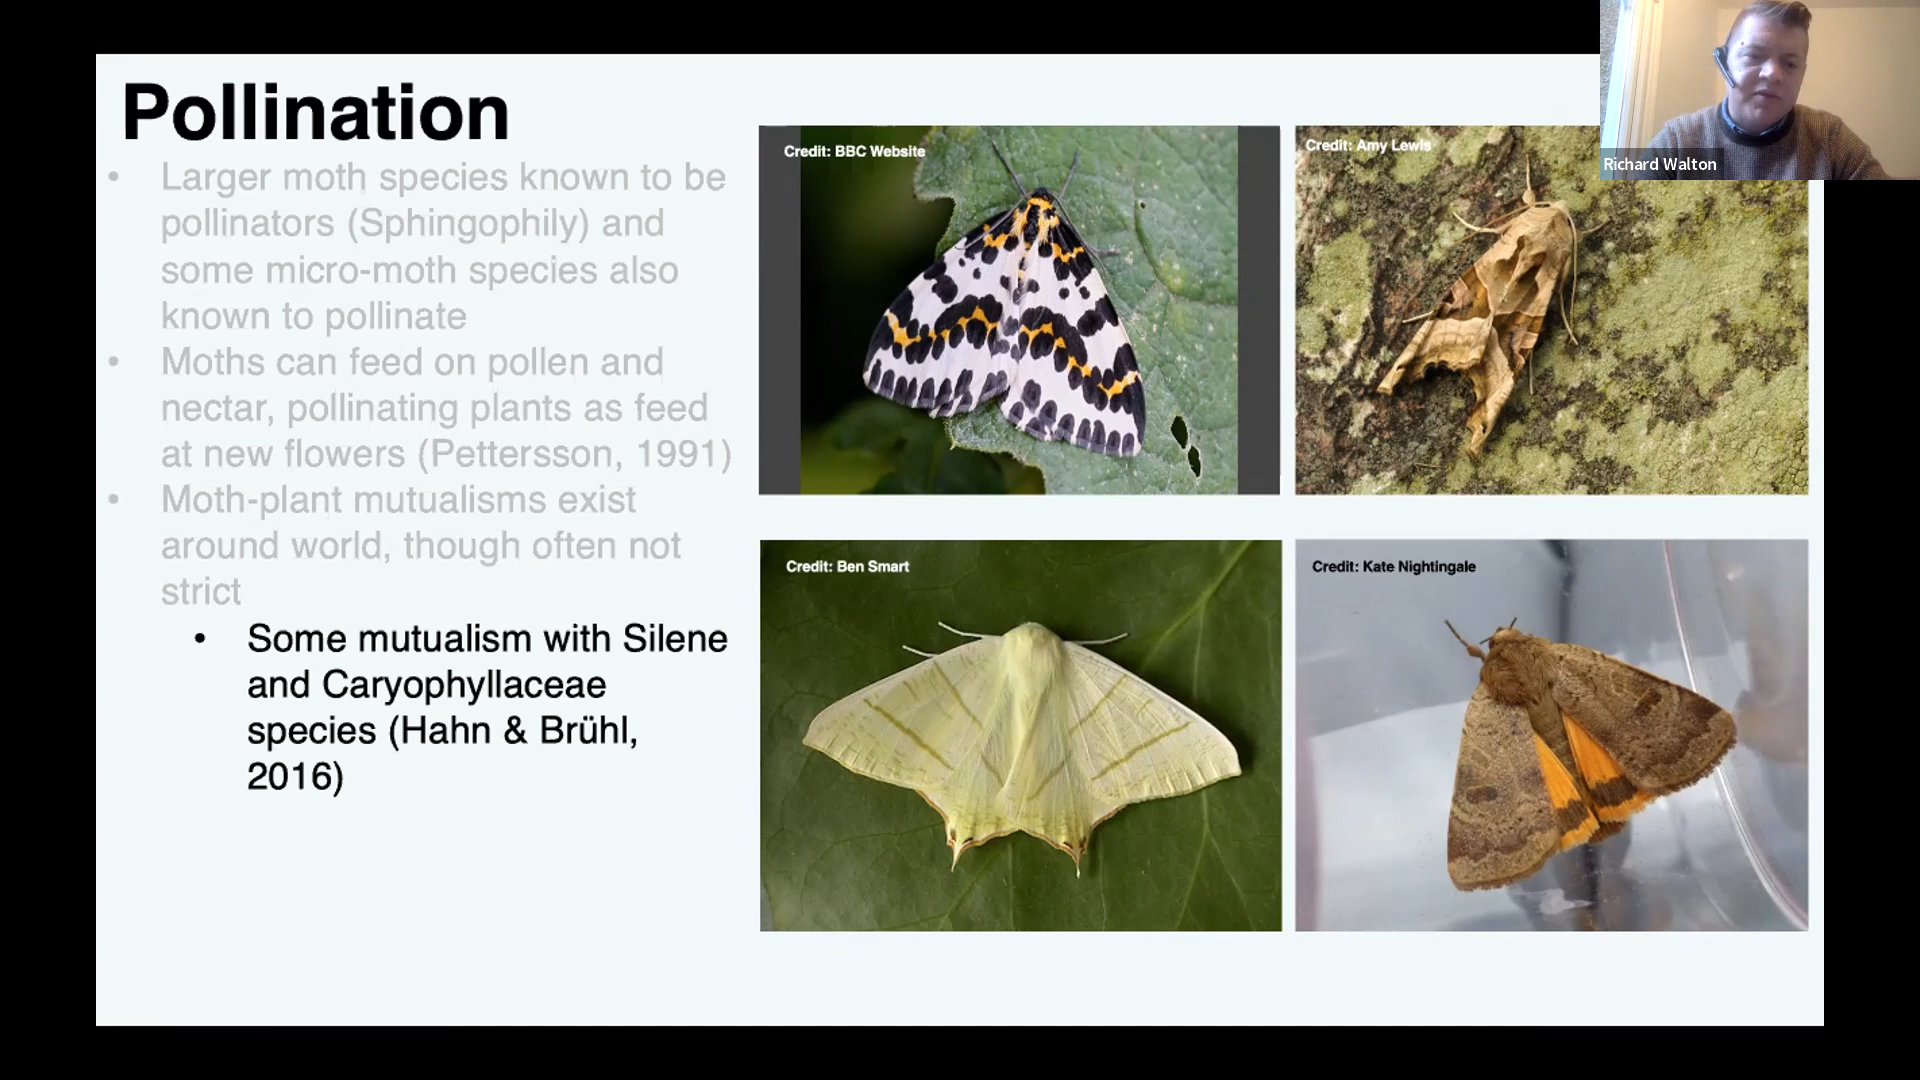 Pollination
• Larger moth species known to be
pollinators (Sphingophily) and
some micro-moth species also
known to pollinate
• Moths can feed on pollen and
nectar, pollinating plants as feed
at new flowers (Pettersson, 1991)
• Moth-plant mutualisms exist
around world, though often not
strict
• Some mutualism with Silene
and Caryophyllaceae
species (Hahn & Brühl,
2016)
Credit: BBC Website
Credit: Amy Lewis
Credit: Ben Smart
Credit: Kate Nightingale
Richard Walton